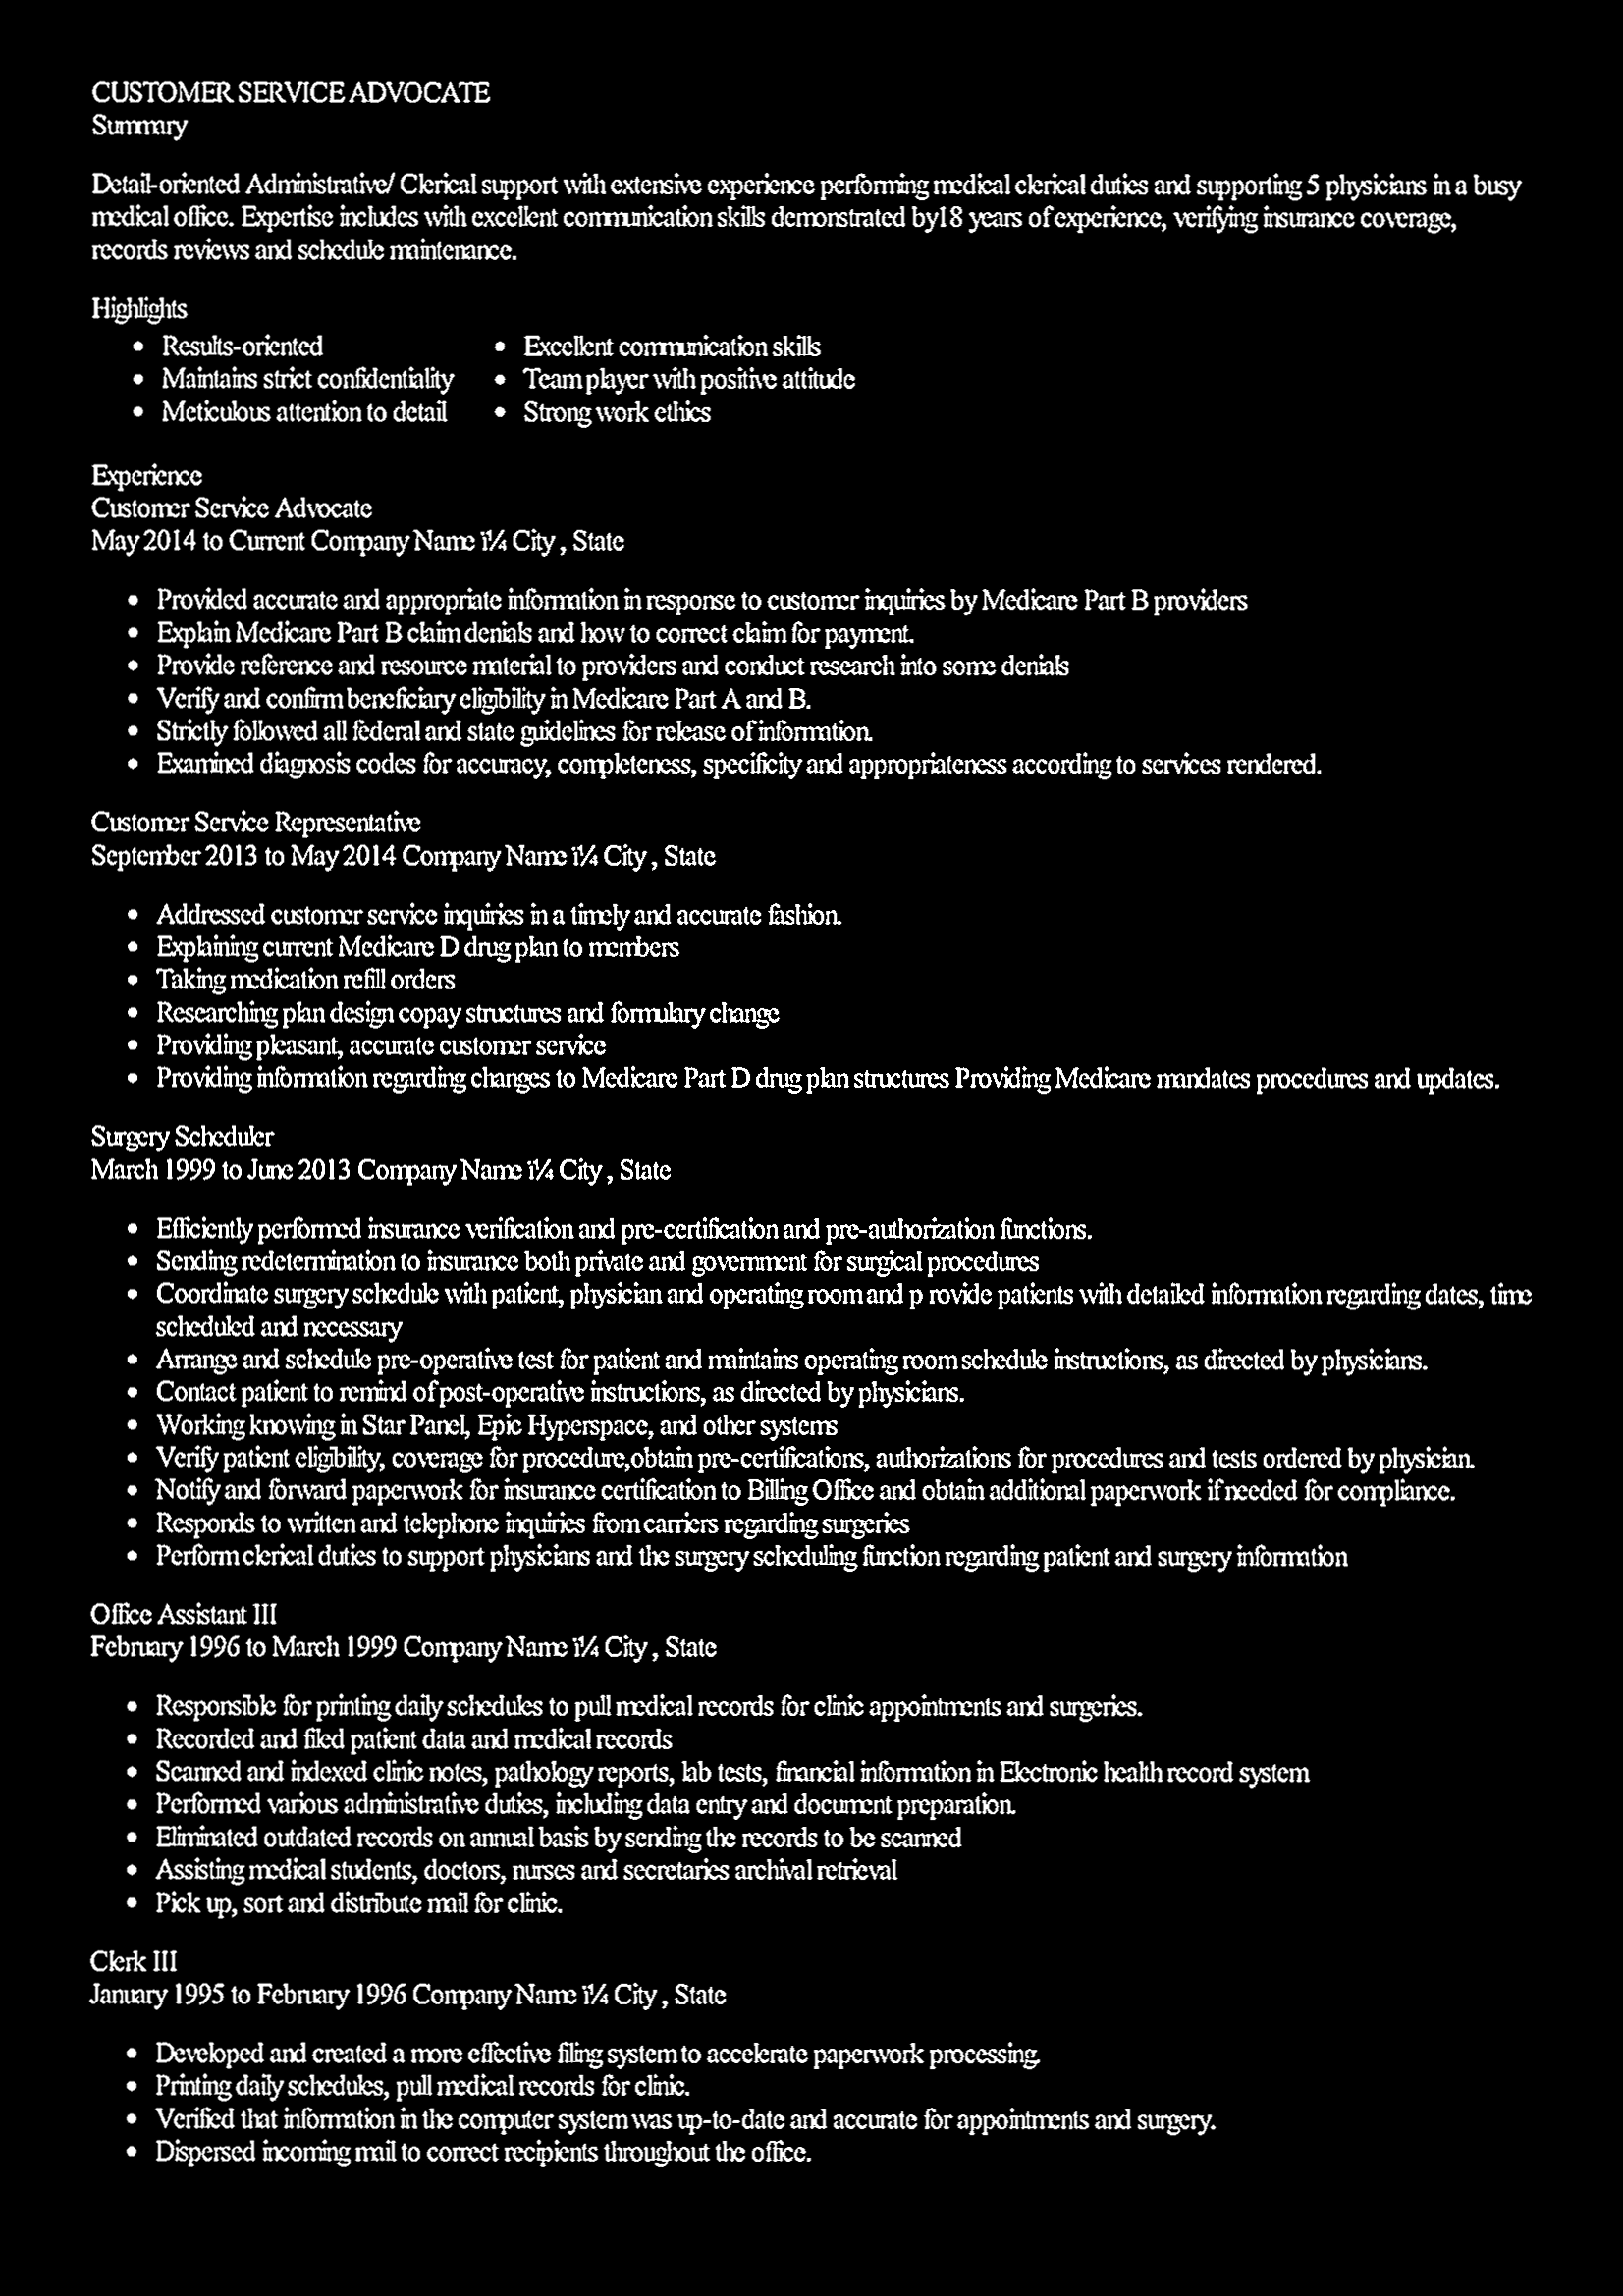 CUSTOMER SERVICE ADVOCATE
Summary
Detail-oriented Administrative/ Clerical support with extensive experience performing medical clerical duties and supporting 5 physicians in a busy
medical office. Expertise includes with excellent communication skills demonstrated by18 years of experience, verifying insurance coverage,
records reviews and schedule maintenance.
Highlights
• Results-oriented
• Maintains strict confidentiality
• Meticulous attention to detail
• Excellent communication skills
• Team player with positive attitude
• Strong work ethics
Experience
Customer Service Advocate
May 2014 to Current Company Name ï¼ City , State
• Provided accurate and appropriate information in response to customer inquiries by Medicare Part B providers
• Explain Medicare Part B claim denials and how to correct claim for payment.
• Provide reference and resource material to providers and conduct research into some denials
• Verify and confirm beneficiary eligibility in Medicare Part A and B.
• Strictly followed all federal and state guidelines for release of information.
• Examined diagnosis codes for accuracy, completeness, specificity and appropriateness according to services rendered.
Customer Service Representative
September 2013 to May 2014 Company Name ï¼ City , State
• Addressed customer service inquiries in a timely and accurate fashion.
• Explaining current Medicare D drug plan to members
• Taking medication refill orders
• Researching plan design copay structures and formulary change
• Providing pleasant, accurate customer service
• Providing information regarding changes to Medicare Part D drug plan structures Providing Medicare mandates procedures and updates.
Surgery Scheduler
March 1999 to June 2013 Company Name ï¼ City , State
• Efficiently performed insurance verification and pre-certification and pre-authorization functions.
• Sending redetermination to insurance both private and government for surgical procedures
• Coordinate surgery schedule with patient, physician and operating room and p rovide patients with detailed information regarding dates, time
scheduled and necessary
• Arrange and schedule pre-operative test for patient and maintains operating room schedule instructions, as directed by physicians.
• Contact patient to remind of post-operative instructions, as directed by physicians.
• Working knowing in Star Panel, Epic Hyperspace, and other systems
• Verify patient eligibility, coverage for procedure,obtain pre-certifications, authorizations for procedures and tests ordered by physician.
• Notify and forward paperwork for insurance certification to Billing Office and obtain additional paperwork if needed for compliance.
• Responds to written and telephone inquiries from carriers regarding surgeries
• Perform clerical duties to support physicians and the surgery scheduling function regarding patient and surgery information
Office Assistant III
February 1996 to March 1999 Company Name ï¼ City , State
• Responsible for printing daily schedules to pull medical records for clinic appointments and surgeries.
• Recorded and filed patient data and medical records
• Scanned and indexed clinic notes, pathology reports, lab tests, financial information in Electronic health record system
• Performed various administrative duties, including data entry and document preparation.
• Eliminated outdated records on annual basis by sending the records to be scanned
• Assisting medical students, doctors, nurses and secretaries archival retrieval
• Pick up, sort and distribute mail for clinic.
Clerk III
January 1995 to February 1996 Company Name ï¼ City , State
• Developed and created a more effective filing system to accelerate paperwork processing.
• Printing daily schedules, pull medical records for clinic.
• Verified that information in the computer system was up-to-date and accurate for appointments and surgery.
• Dispersed incoming mail to correct recipients throughout the office.